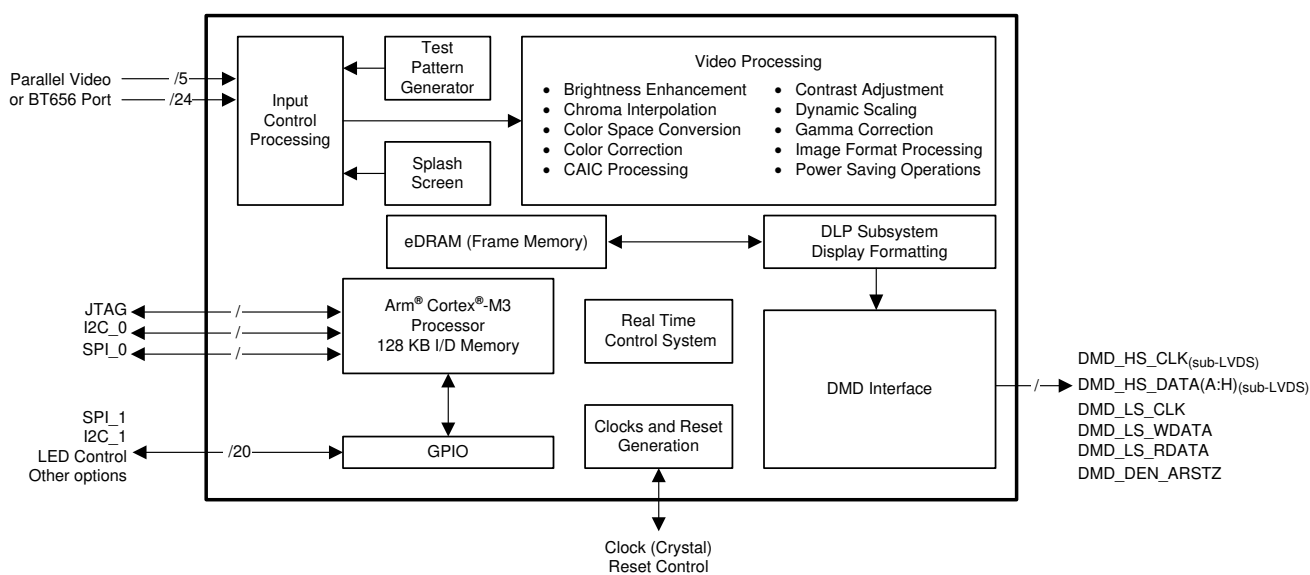 Parallel Video
or BT656 Port
/5
/24
Input
Control
Processing
Test
Pattern
Generator
Splash
Screen
Video Processing
• Brightness Enhancement
• Chroma Interpolation
• Color Space Conversion
• Color Correction
• CAIC Processing
• Contrast Adjustment
• Dynamic Scaling
• Gamma Correction
• Image Format Processing
• Power Saving Operations
eDRAM (Frame Memory)
DLP Subsystem
Display Formatting
JTAG
/
I2C_0
/
SPI_0
/
Arm® Cortex®-M3
Processor
128 KB I/D Memory
Real Time
Control System
DMD Interface
/
DMD_HS_CLK(sub-LVDS)
DMD_HS_DATA(A:H)(sub-LVDS)
DMD_LS_CLK
DMD_LS_WDATA
DMD_LS_RDATA
DMD_DEN_ARSTZ
SPI_1
I2C_1
LED Control
Other options
/20
GPIO
Clocks and Reset
Generation
Clock (Crystal)
Reset Control